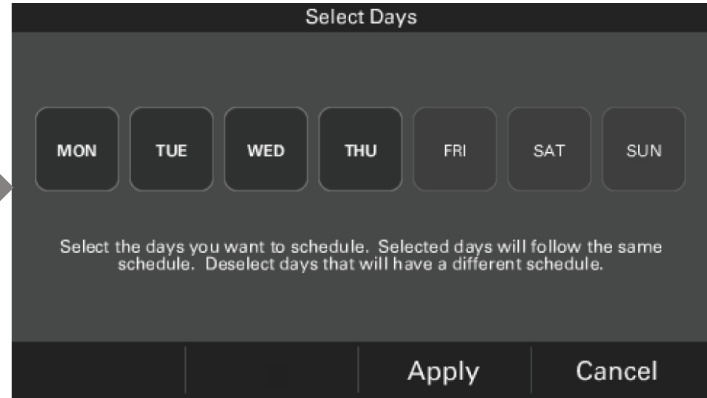 Select Days
MON TUE WED THU FRI SAT SUN
Select the days you want to schedule. Selected days will follow the same
schedule. Deselect days that will have a different schedule.
Apply Cancel